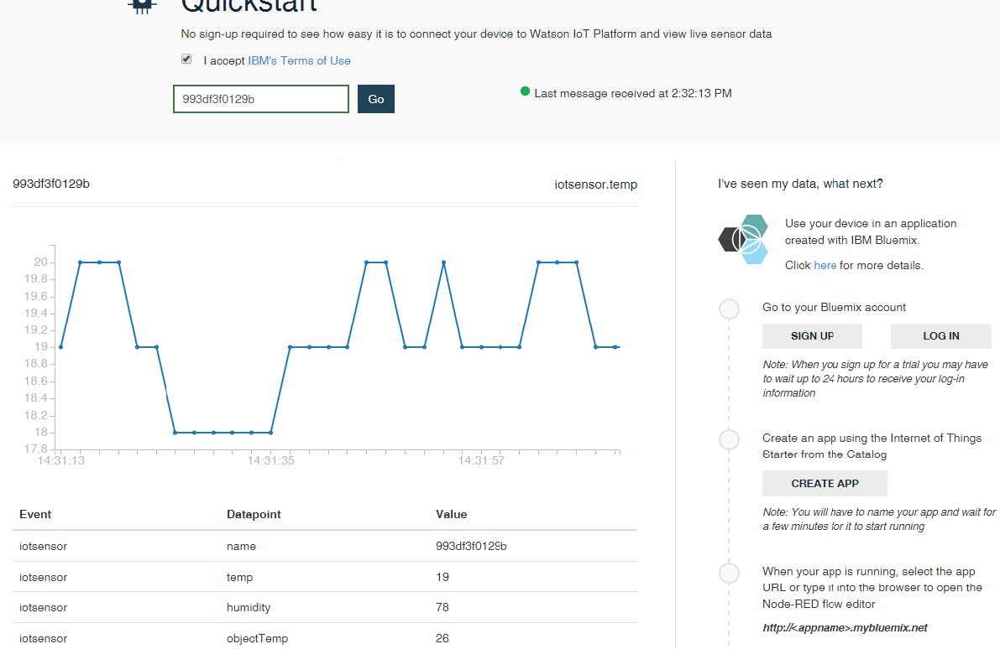 Quickstart
No sign-up required to see how easy it is to connect your device to Watson IoT Platform and view live sensor data
I accept IBM's Terms of Use
993df3f0129b
Go
Last message received at 2:32:13 PM
993df3f0129b
iotsensor.temp
20
19.8
19.6
19.4
19.2
19
18.8
18.6
18.4
18.2
18
17.8
14:31:13
14:31:35
14:31:57
Event Datapoint Value
iotsensor name 993df3f0129b
iotsensor temp 19
iotsensor humidity 78
iotsensor objectTemp 26
I've seen my data, what next?
Use your device in an application
created with IBM Bluemix.
Click here for more details.
Go to your Bluemix account
SIGN UP
LOG IN
Note: When you sign up for a trial you may have
to wait up to 24 hours to receive your log-in
information
Create an app using the Internet of Things
Starter from the Catalog
CREATE APP
Note: You will have to name your app and wait for
a few minutes for it to start running
When your app is running, select the app
URL or type it into the browser to open the
Node-RED flow editor
http://<appname>.mybluemix.net